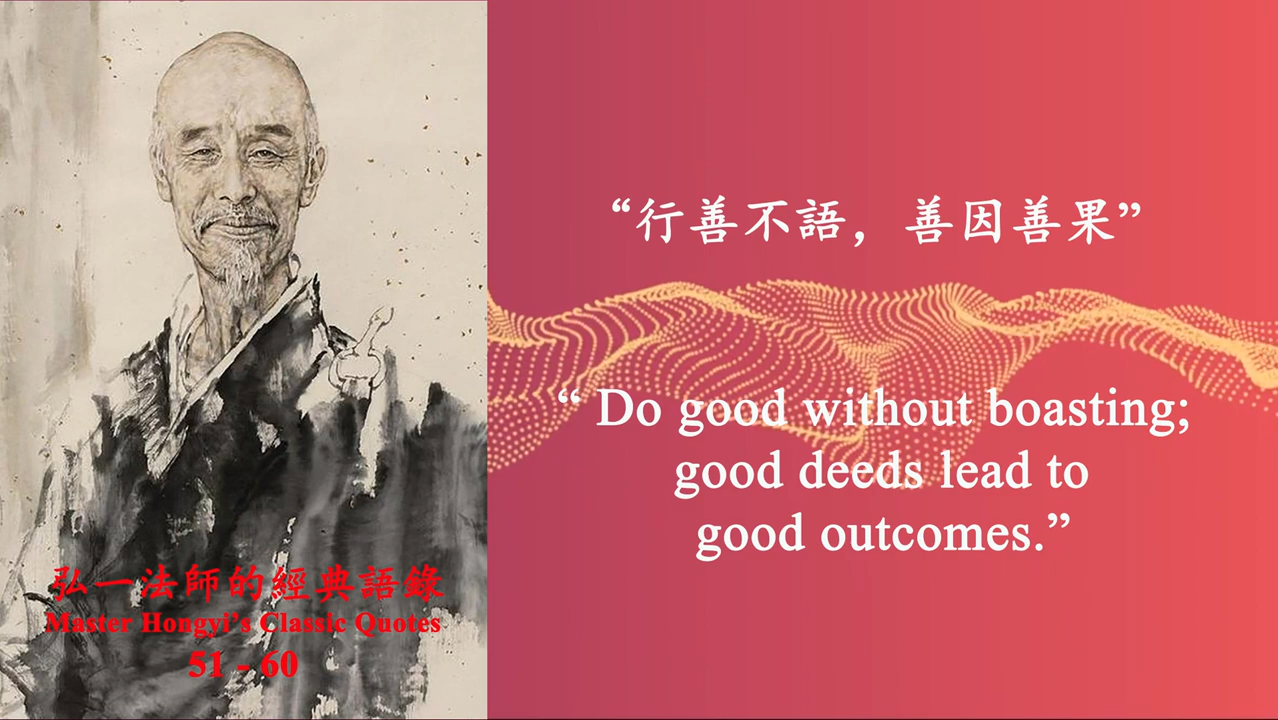 弘一法師的經典語錄
Master Hongyi’s Classic Quotes
51 - 60
“行善不語，善因善果”
“ Do good without boasting;
good deeds lead to
good outcomes.”